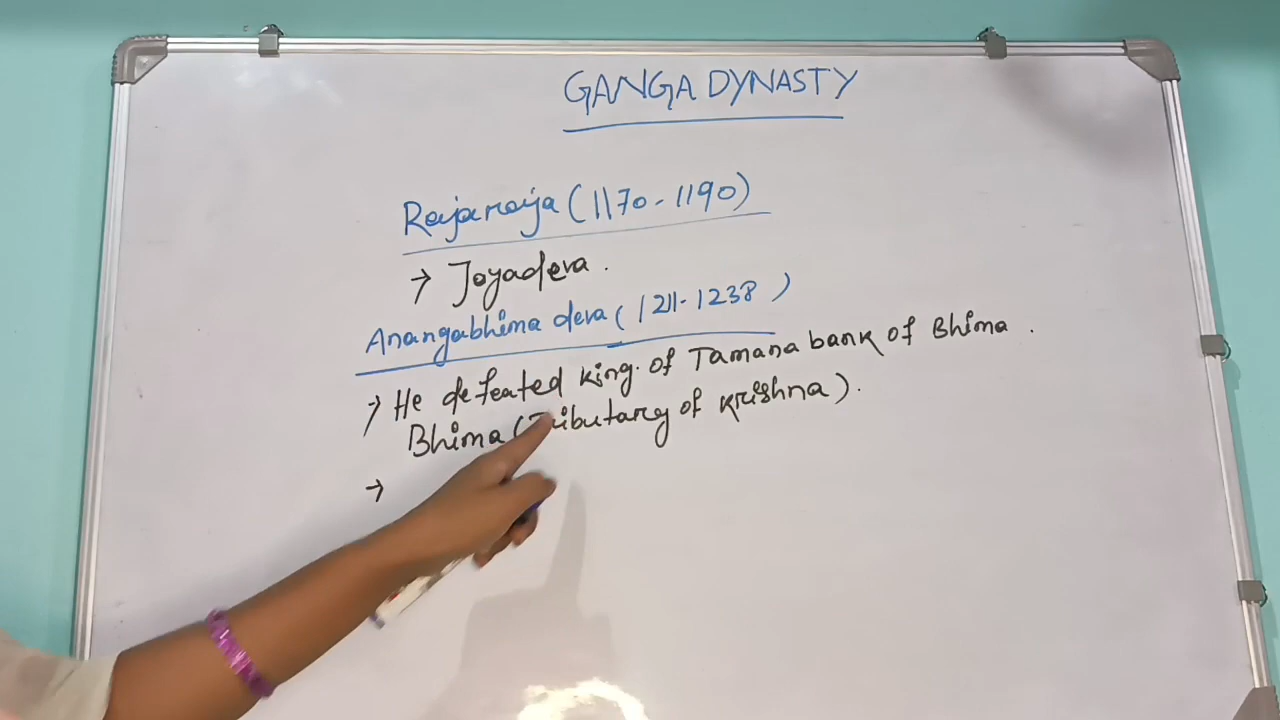 GANGA DYNASTY
Rajaraja (1170-1190)
→ Joyadeva.
Anangabhima deva (1211-1238)
→ He defeated king. of Tamana bank of Bhima.
Bhima (Tributary of Krishna).
→